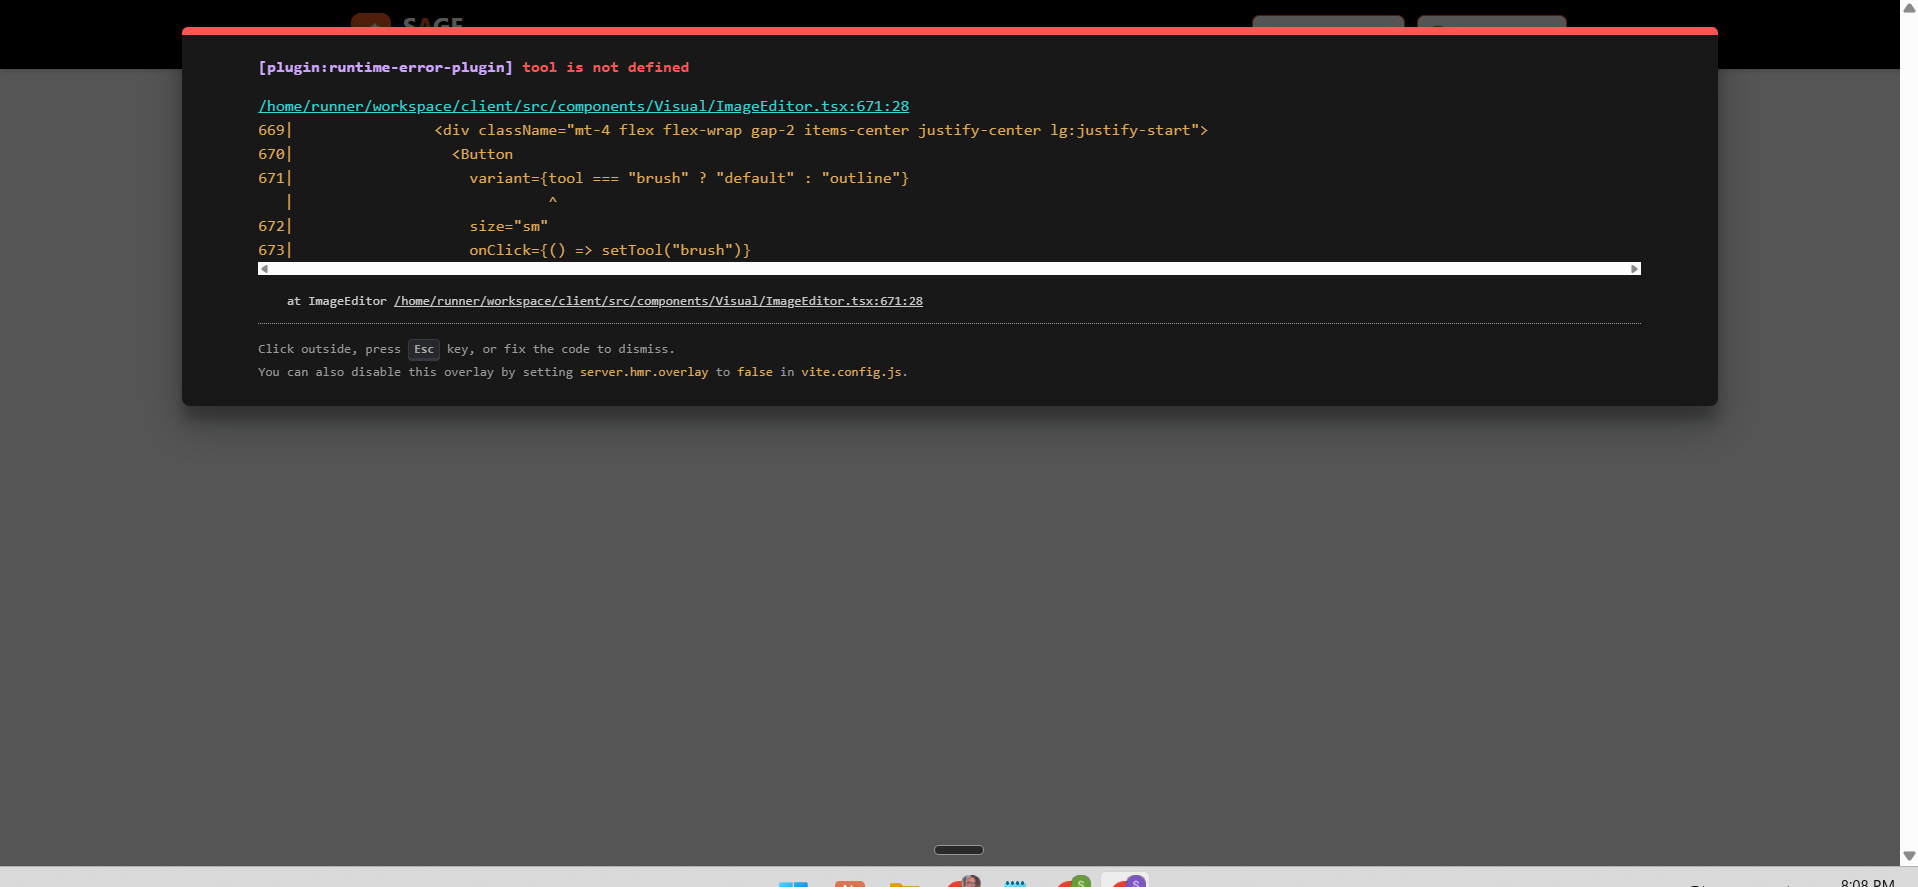 SAGE
[plugin:runtime-error-plugin] tool is not defined
/home/runner/workspace/client/src/components/Visual/ImageEditor.tsx:671:28
669|                <div className="mt-4 flex flex-wrap gap-2 items-center justify-center lg:justify-start">
670|                  <Button
671|                    variant={tool === "brush" ? "default" : "outline"}
   |                             ^
672|                    size="sm"
673|                    onClick={() => setTool("brush")}
at ImageEditor /home/runner/workspace/client/src/components/Visual/ImageEditor.tsx:671:28
Click outside, press Esc key, or fix the code to dismiss.
You can also disable this overlay by setting server.hmr.overlay to false in vite.config.js.
S
S
8:08 PM